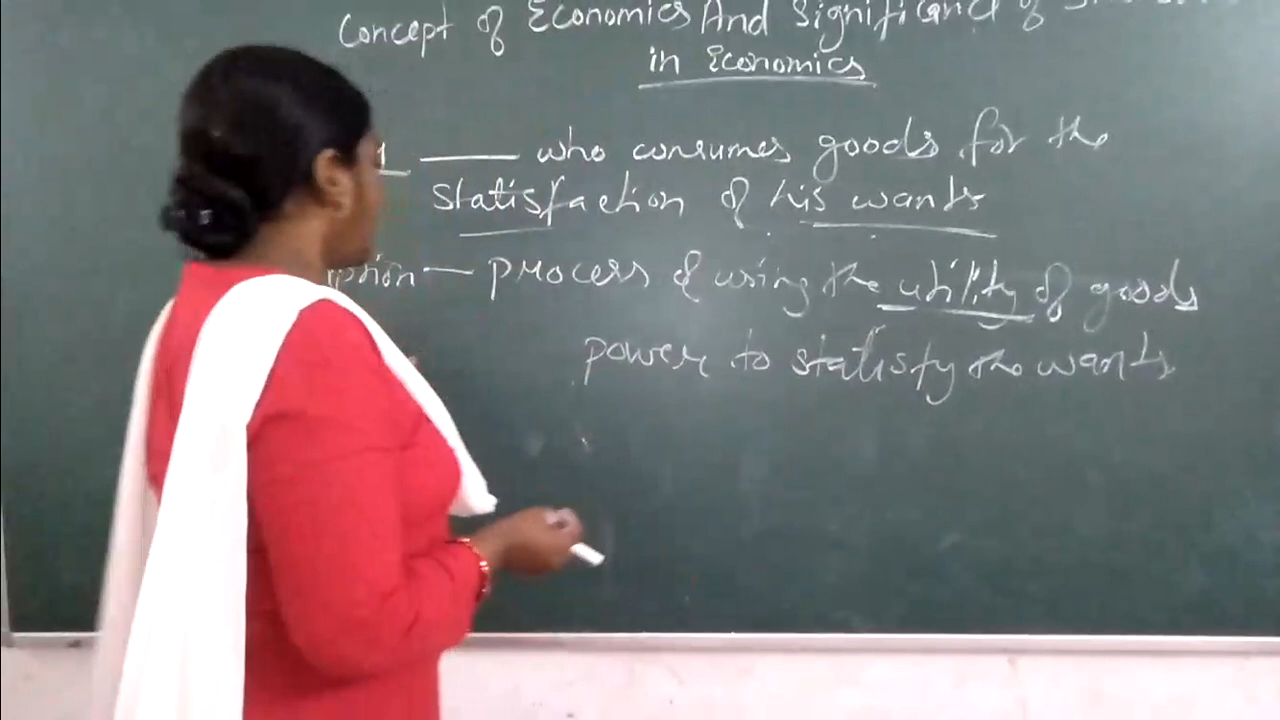 Concept of Economics And Significance of
in Economics
who consumes goods for the
Statisfaction of his wants
ption — process of using the utility of goods
power to statisfy the wants